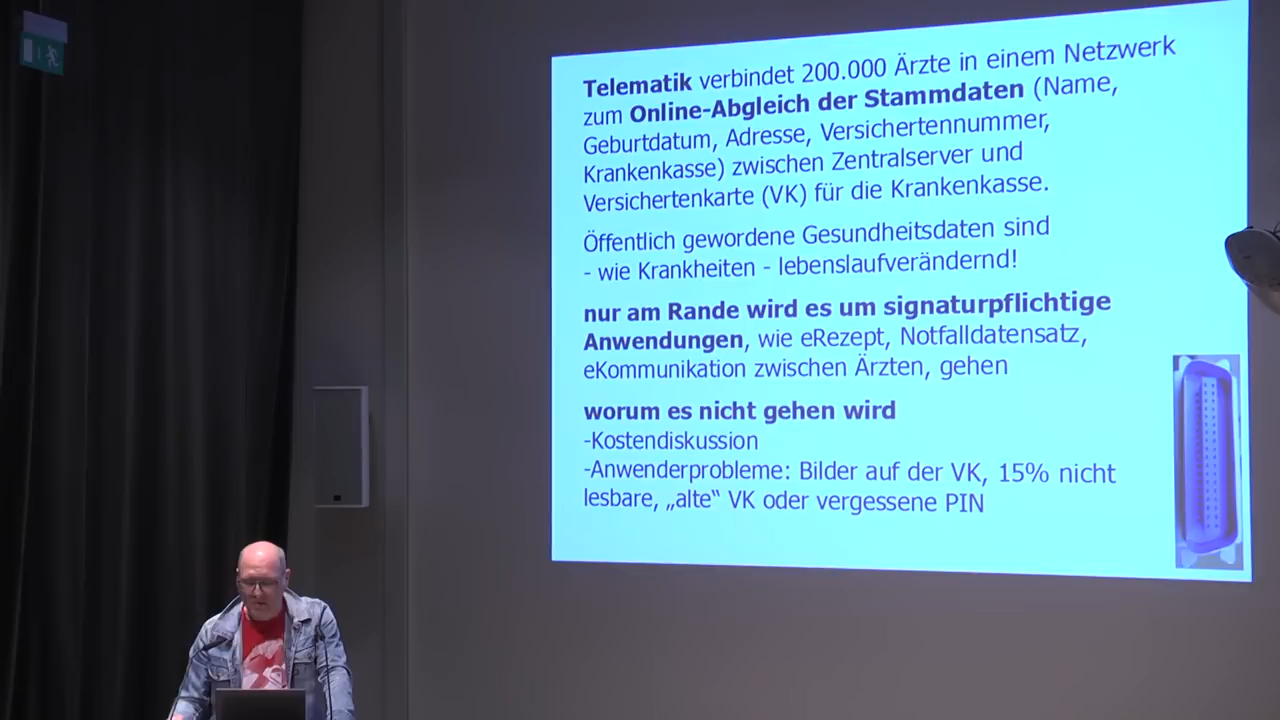 Telematik verbindet 200.000 Ärzte in einem Netzwerk
zum Online-Abgleich der Stammdaten (Name,
Geburtdatum, Adresse, Versichertennummer,
Krankenkasse) zwischen Zentralserver und
Versichertenkarte (VK) für die Krankenkasse.
Öffentlich gewordene Gesundheitsdaten sind
- wie Krankheiten - lebenslaufverändernd!
nur am Rande wird es um signaturpflichtige
Anwendungen, wie eRezept, Notfalldatensatz,
eKommunikation zwischen Ärzten, gehen
worum es nicht gehen wird
-Kostendiskussion
-Anwenderprobleme: Bilder auf der VK, 15% nicht
lesbare, „alte“ VK oder vergessene PIN